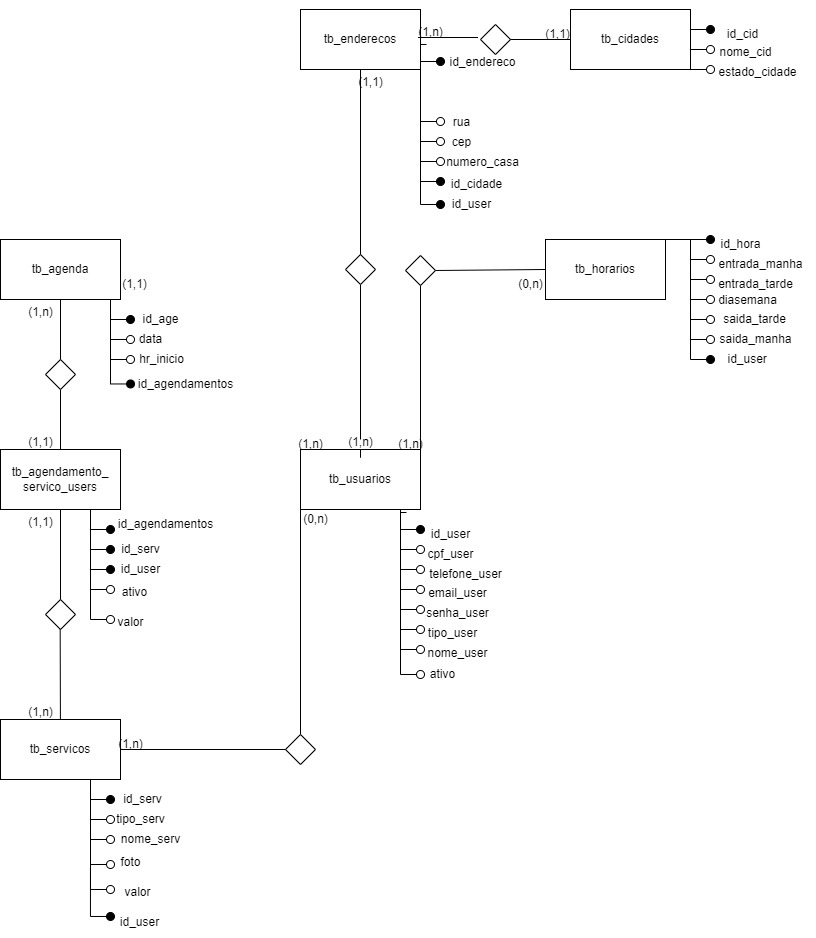 tb_enderecos
(1,n)
(1,1)
tb_cidades
id_cid
nome_cid
estado_cidade
id_endereco
(1,1)
rua
cep
numero_casa
id_cidade
id_user
tb_agenda
(1,1)
(1,n)
id_age
data
hr_inicio
id_agendamentos
tb_horarios
(0,n)
id_hora
entrada_manha
entrada_tarde
diasemana
saida_tarde
saida_manha
id_user
(1,1)
tb_agendamento_
servico_users
(1,1)
id_agendamentos
id_serv
id_user
ativo
valor
(1,n)
(1,n)
(1,n)
tb_usuarios
(0,n)
id_user
cpf_user
telefone_user
email_user
senha_user
tipo_user
nome_user
ativo
(1,n)
tb_servicos
(1,n)
id_serv
tipo_serv
nome_serv
foto
valor
id_user